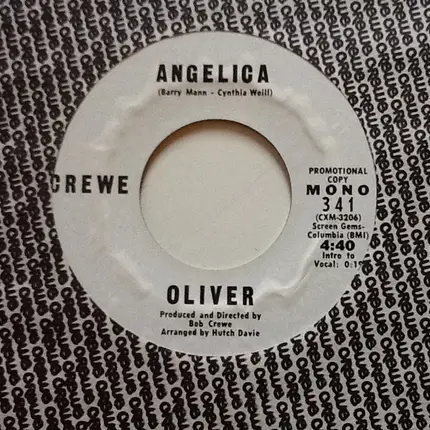 ANGELICA
(Barry Mann - Cynthia Weill)
CREWE
PROMOTIONAL
COPY
MONO
341
(CXM-3206)
Screen Gems-
Columbia (BMI)
4:40
Intro to
Vocal:
OLIVER
Produced and Directed by
Bob Crewe
Arranged by Hutch Davie